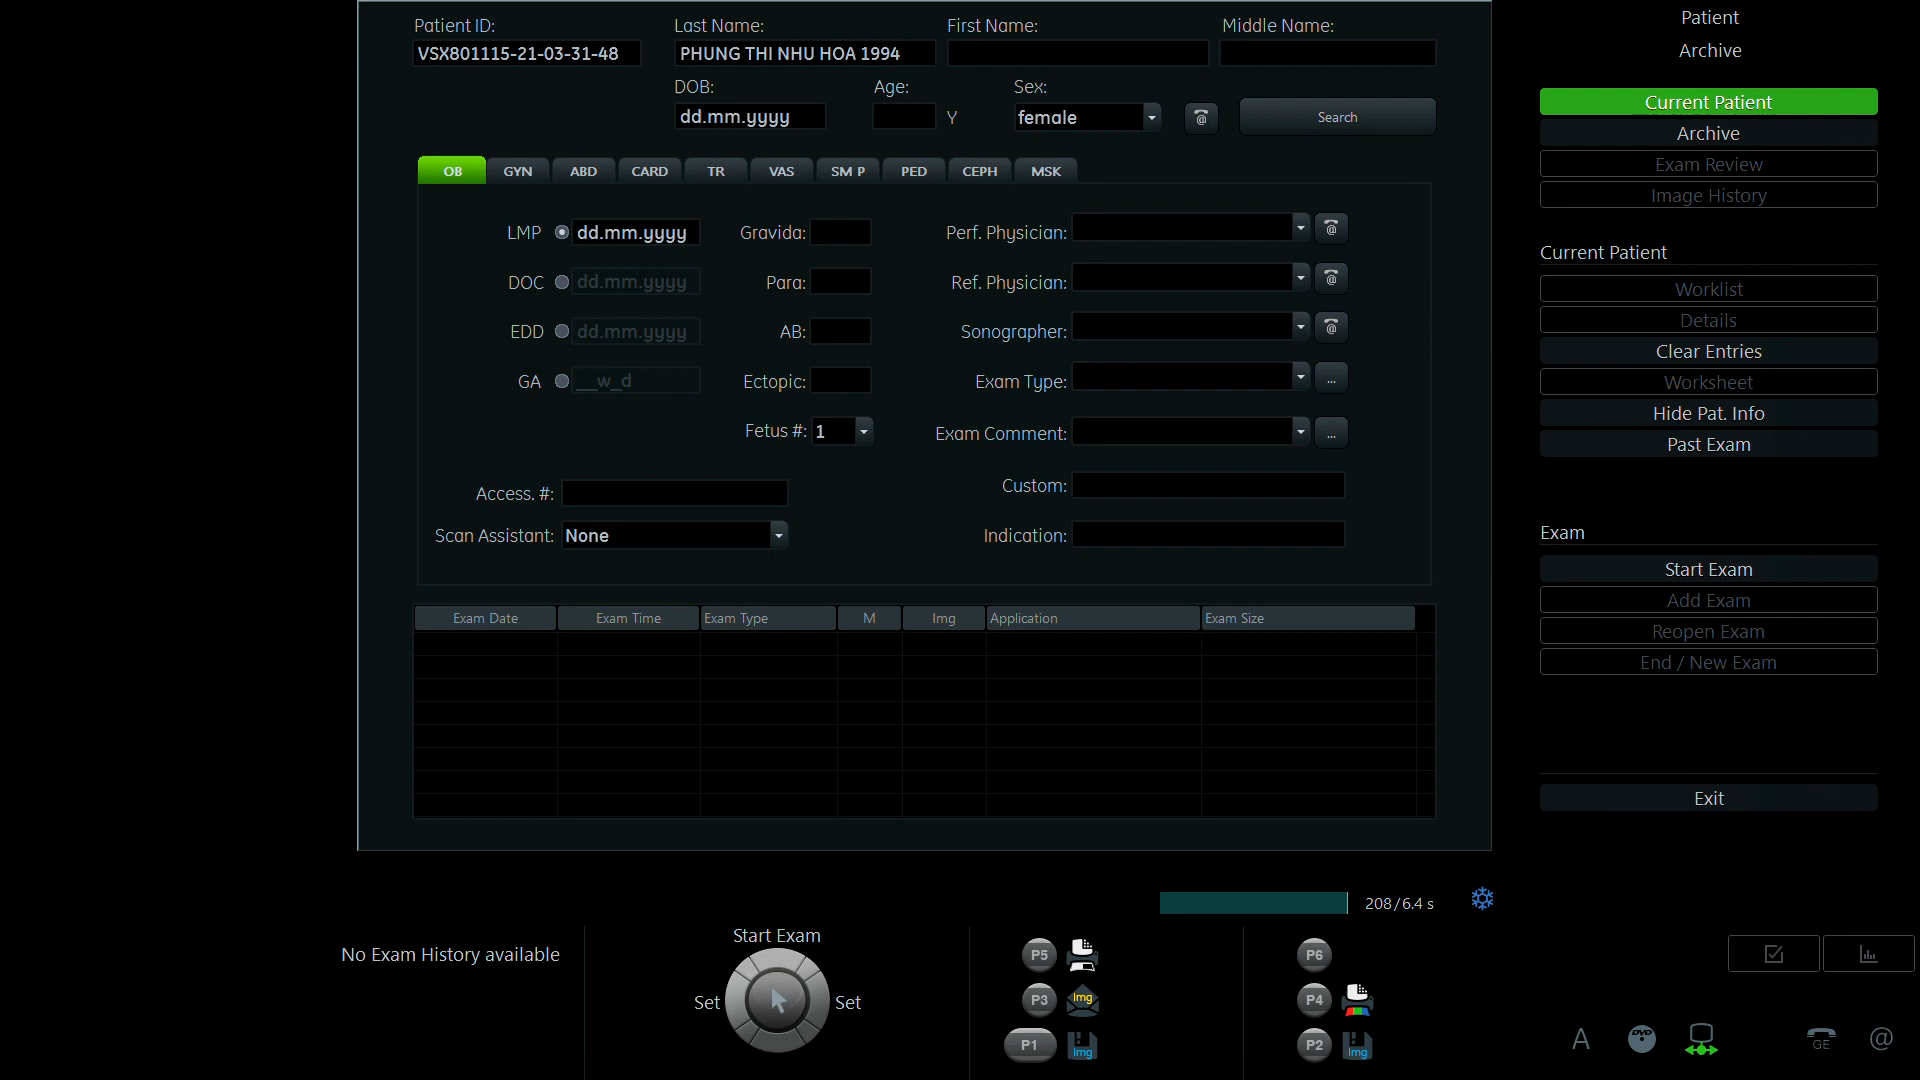 Patient ID: Last Name: First Name: Middle Name:
VSX801115-21-03-31-48 PHUNG THI NHU HOA 1994
DOB: Age: Sex:
dd.mm.yyyy Y female @ Search
OB GYN ABD CARD TR VAS SM P PED CEPH MSK
LMP dd.mm.yyyy Gravida: Perf. Physician: @
DOC dd.mm.yyyy Para: Ref. Physician: @
EDD dd.mm.yyyy AB: Sonographer: @
GA __w_d Ectopic: Exam Type: ...
Fetus #: 1 Exam Comment: ...
Access. #: Custom:
Scan Assistant: None Indication:
Exam Date Exam Time Exam Type M Img Application Exam Size
Patient
Archive
Current Patient
Archive
Exam Review
Image History
Current Patient
Worklist
Details
Clear Entries
Worksheet
Hide Pat. Info
Past Exam
Exam
Start Exam
Add Exam
Reopen Exam
End / New Exam
Exit
208/6.4 s
No Exam History available
Start Exam
Set Set
P5
P3 Img
P1 Img
P6
P4
P2 Img
A DVD GE @